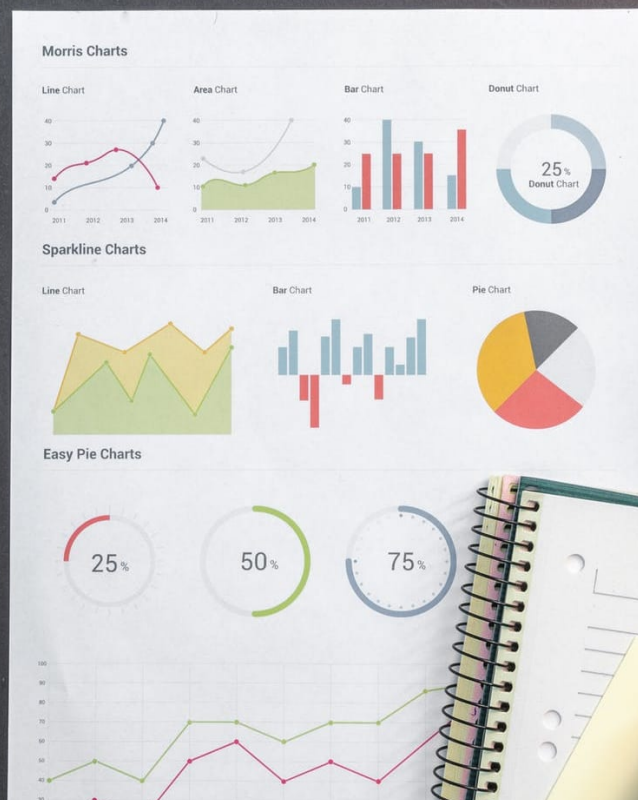 Morris Charts
Line Chart
Area Chart
Bar Chart
Donut Chart
40
30
20
10
0
2011 2012 2013 2014
40
30
20
10
0
2011 2012 2013 2014
40
30
20
10
0
2011 2012 2013 2014
25%
Donut Chart
Sparkline Charts
Line Chart
Bar Chart
Pie Chart
Easy Pie Charts
25%
50%
75%
100
90
80
70
60
50
40
30